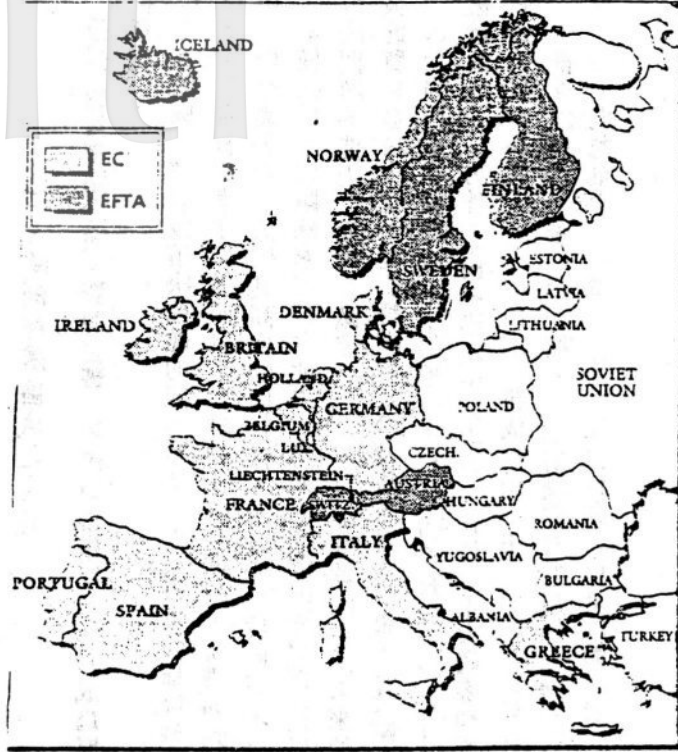 ICELAND
EC
EFTA
NORWAY
FINLAND
SWEDEN
ESTONIA
LATVIA
LITHUANIA
DENMARK
IRELAND
BRITAIN
HOLLAND
SOVIET
UNION
GERMANY
POLAND
BELGIUM
LUX.
CZECH.
LIECHTENSTEIN
AUSTRIA
FRANCE
SWITZ.
HUNGARY
ROMANIA
ITALY
YUGOSLAVIA
PORTUGAL
SPAIN
BULGARIA
ALBANIA
GREECE
TURKEY